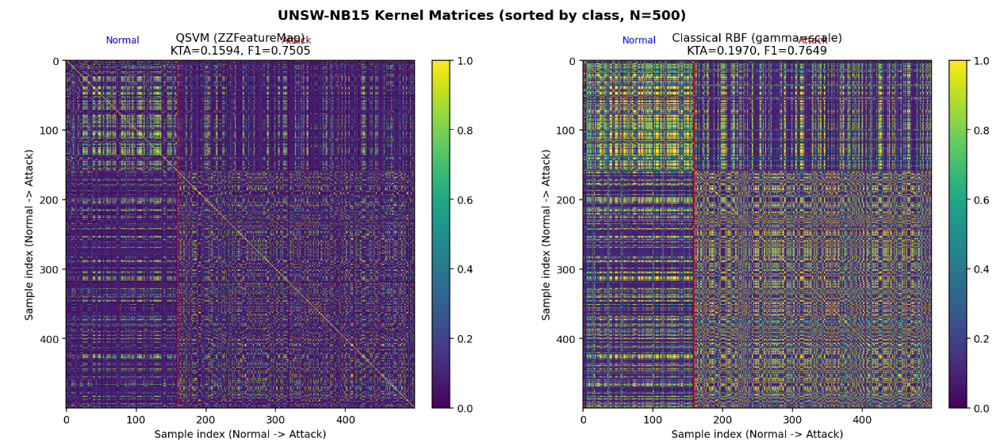 UNSW-NB15 Kernel Matrices (sorted by class, N=500)
QSVM (ZZFeatureMap)
KTA=0.1594, F1=0.7505
Normal
Attack
0
100
200
300
400
Sample index (Normal -> Attack)
0
100
200
300
400
Sample index (Normal -> Attack)
1.0
0.8
0.6
0.4
0.2
0.0
Classical RBF (gamma=scale)
KTA=0.1970, F1=0.7649
Normal
Attack
0
100
200
300
400
Sample index (Normal -> Attack)
0
100
200
300
400
Sample index (Normal -> Attack)
1.0
0.8
0.6
0.4
0.2
0.0